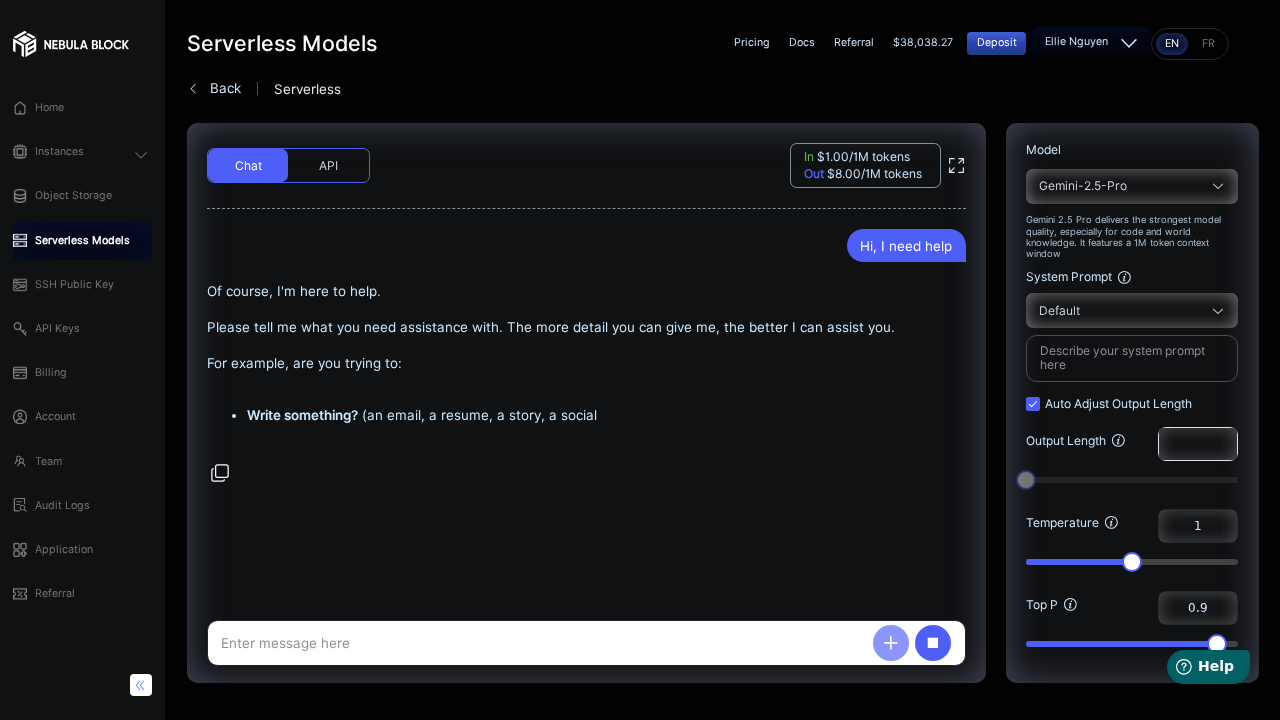 NEBULA BLOCK
Home
Instances
Object Storage
Serverless Models
SSH Public Key
API Keys
Billing
Account
Team
Audit Logs
Application
Referral
Serverless Models
Pricing
Docs
Referral
$38,038.27
Deposit
Ellie Nguyen
EN
FR
Back
Serverless
Chat
API
In $1.00/1M tokens
Out $8.00/1M tokens
Hi, I need help
Of course, I'm here to help.
Please tell me what you need assistance with. The more detail you can give me, the better I can assist you.
For example, are you trying to:
• Write something? (an email, a resume, a story, a social
Enter message here
Model
Gemini-2.5-Pro
Gemini 2.5 Pro delivers the strongest model
quality, especially for code and world
knowledge. It features a 1M token context
window
System Prompt
Default
Describe your system prompt
here
Auto Adjust Output Length
Output Length
Temperature
1
Top P
0.9
Help